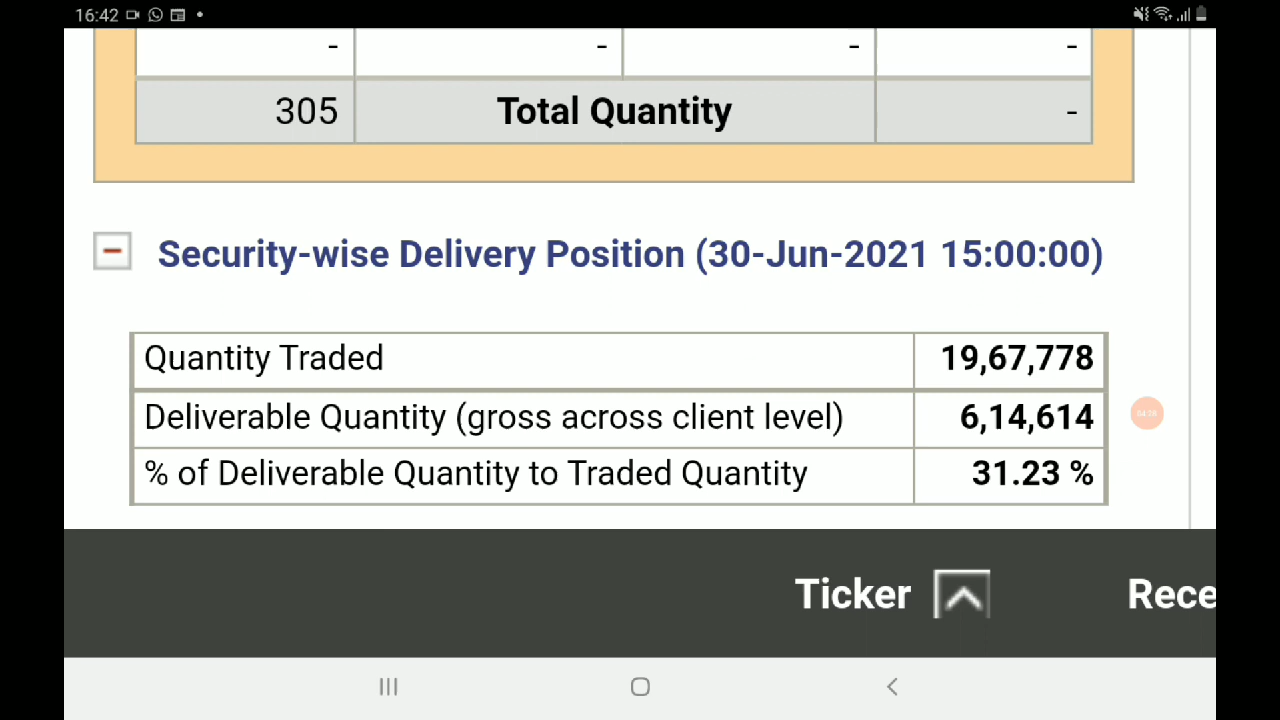 16:42
- - - -
305 Total Quantity -
Security-wise Delivery Position (30-Jun-2021 15:00:00)
Quantity Traded 19,67,778
Deliverable Quantity (gross across client level) 6,14,614
% of Deliverable Quantity to Traded Quantity 31.23 %
Ticker Rece